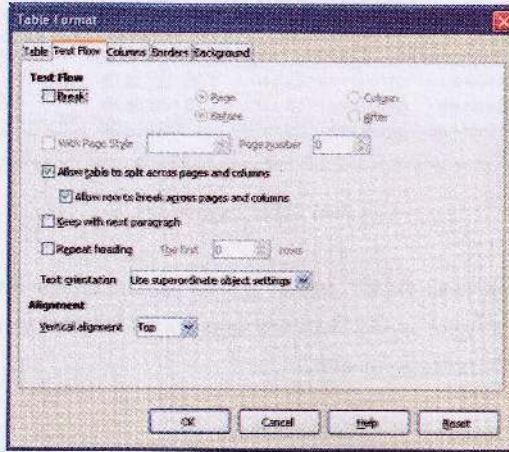 Table Format
Table Text Flow Columns Borders Background
Text Flow
Break Page Column
Before After
With Page Style Page number 0
Allow table to split across pages and columns
Allow row to break across pages and columns
Keep with next paragraph
Repeat heading The first 0 rows
Text orientation Use superordinate object settings
Alignment
Vertical alignment Top
OK Cancel Help Reset